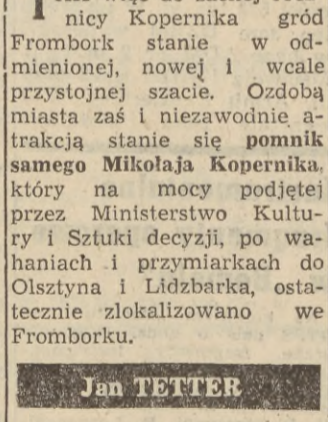 nicy Kopernika gród
Frombork stanie w od-
mienionej, nowej i wcale
przystojnej szacie. Ozdobą
miasta zaś i niezawodnie a-
trakcją stanie się pomnik
samego Mikołaja Kopernika,
który na mocy podjętej
przez Ministerstwo Kultu-
ry i Sztuki decyzji, po wa-
haniach i przymiarkach do
Olsztyna i Lidzbarka, osta-
tecznie zlokalizowano we
Fromborku.
Jan TETTER